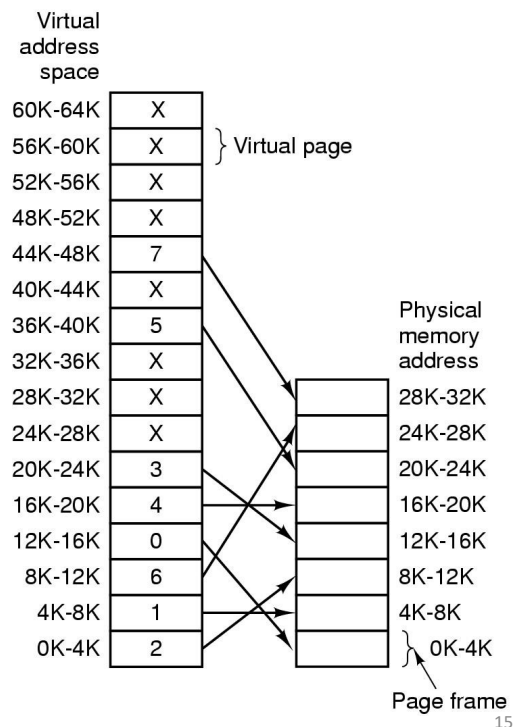 Virtual
address
space
60K-64K X
56K-60K X Virtual page
52K-56K X
48K-52K X
44K-48K 7
40K-44K X
36K-40K 5
32K-36K X
28K-32K X
24K-28K X
20K-24K 3
16K-20K 4
12K-16K 0
8K-12K 6
4K-8K 1
0K-4K 2
Physical
memory
address
28K-32K
24K-28K
20K-24K
16K-20K
12K-16K
8K-12K
4K-8K
0K-4K
Page frame
15